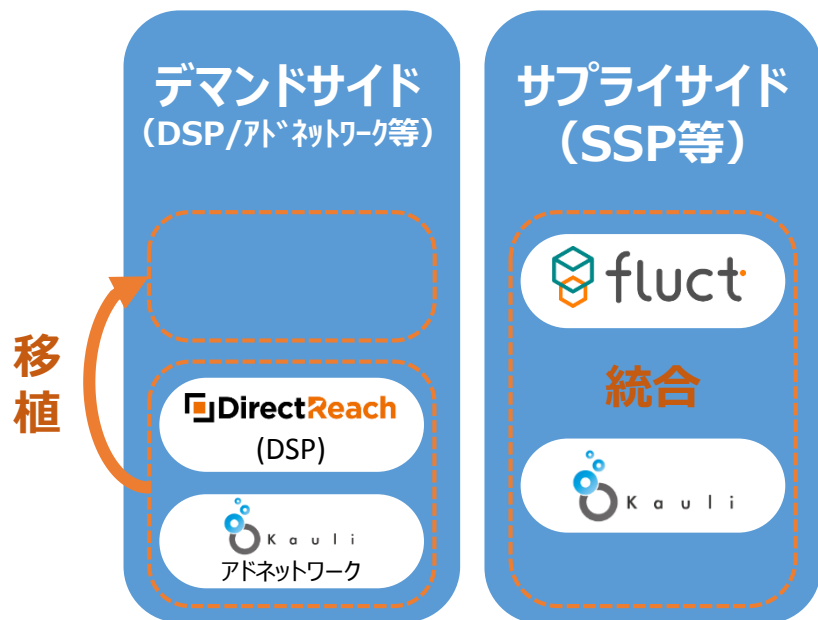 デマンドサイド
（DSP/ｱﾄﾞﾈｯﾄﾜｰｸ等）
移
植
DirectReach
(DSP)
Kauli
アドネットワーク
サプライサイド
（SSP等）
fluct
統合
Kauli